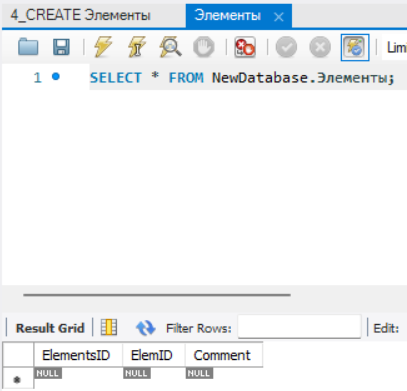 4_CREATE Элементы
Элементы
Lim
1 SELECT * FROM NewDatabase.Элементы;
Result Grid Filter Rows: Edit:
ElementsID ElemID Comment
NULL NULL NULL